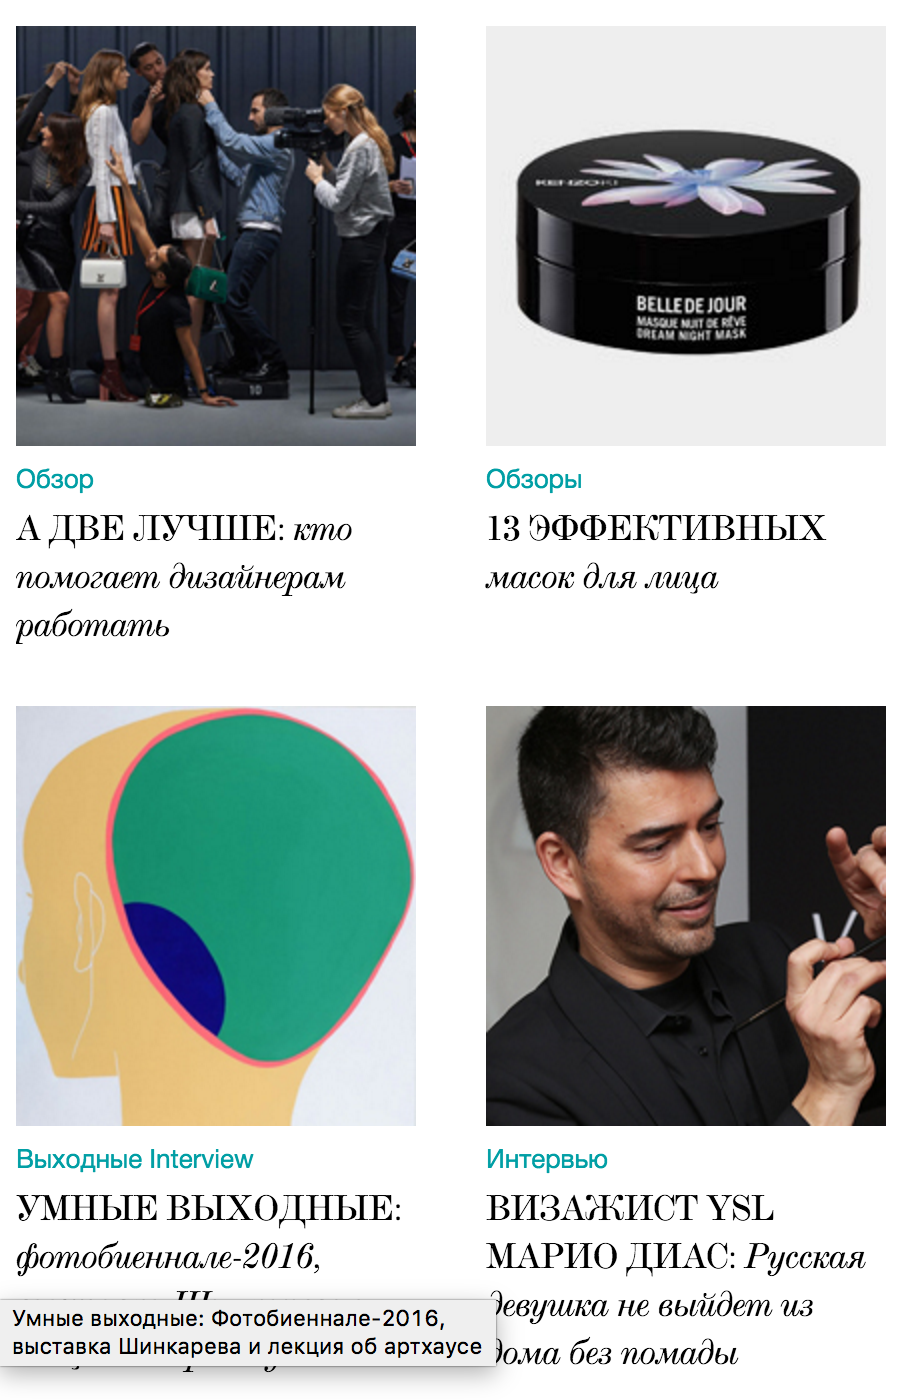 KENZOKI
BELLE DE JOUR
MASQUE NUIT DE RÊVE
DREAM NIGHT MASK
10
Обзор
А ДВЕ ЛУЧШЕ: кто
помогает дизайнерам
работать
Обзоры
13 ЭФФЕКТИВНЫХ
масок для лица
Выходные Interview
УМНЫЕ ВЫХОДНЫЕ:
фотобиеннале-2016,
Умные выходные: Фотобиеннале-2016,
выставка Шинкарева и лекция об артхаусе
Интервью
ВИЗАЖИСТ YSL
МАРИО ДИАС: Русская
девушка не выйдет из
дома без помады